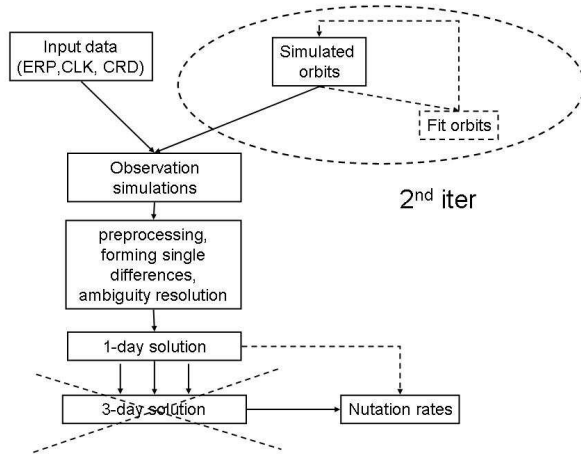 Input data
(ERP,CLK, CRD)
Simulated
orbits
Fit orbits
Observation
simulations
2nd iter
preprocessing,
forming single
differences,
ambiguity resolution
1-day solution
3-day solution
Nutation rates